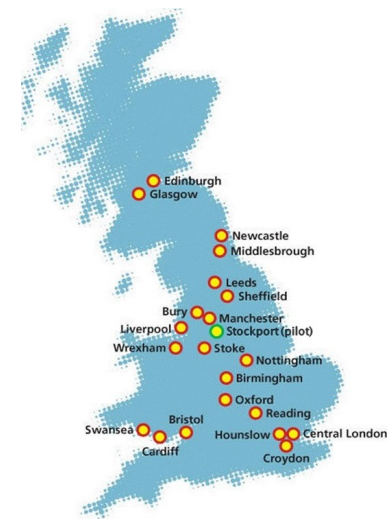 Edinburgh
Glasgow
Newcastle
Middlesbrough
Leeds
Sheffield
Bury
Manchester
Liverpool
Stockport (pilot)
Wrexham
Stoke
Nottingham
Birmingham
Oxford
Reading
Bristol
Swansea
Hounslow
Central London
Cardiff
Croydon